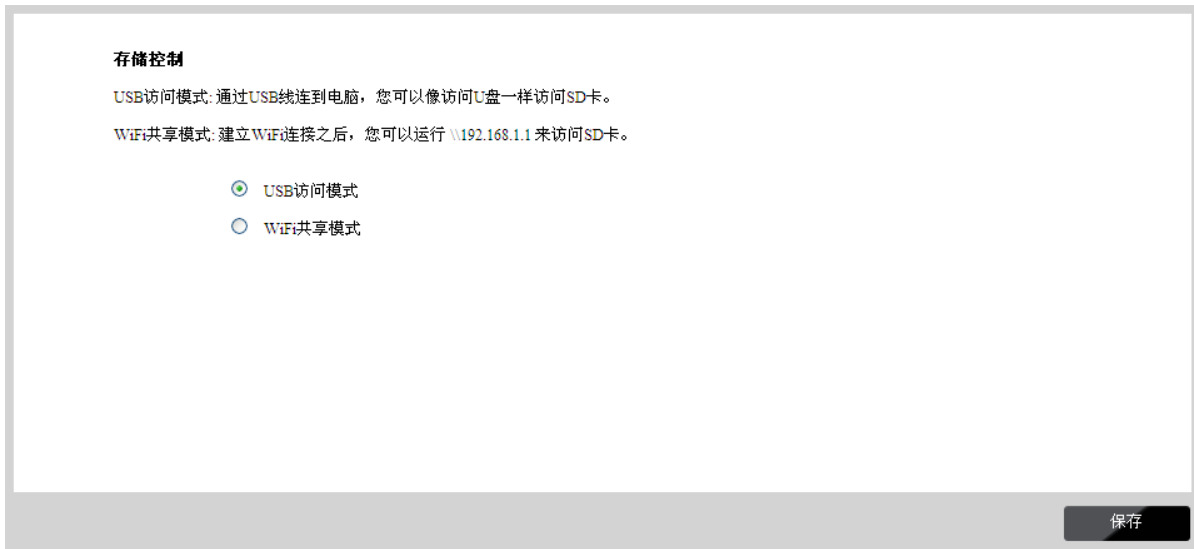 存储控制
USB访问模式: 通过USB线连到电脑，您可以像访问U盘一样访问SD卡。
WiFi共享模式: 建立WiFi连接之后，您可以运行 \\192.168.1.1 来访问SD卡。
USB访问模式
WiFi共享模式
保存